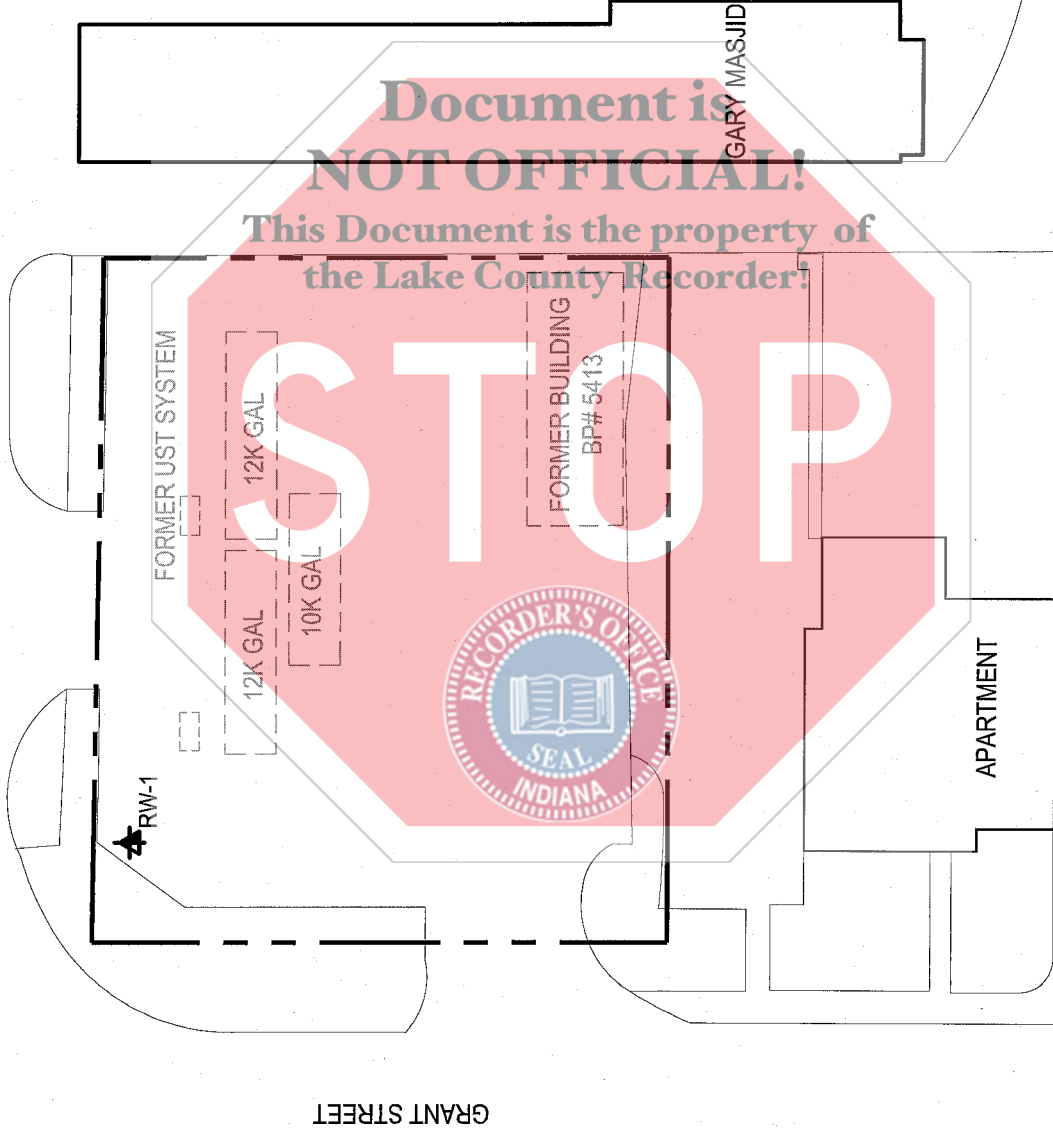 Document is
NOT OFFICIAL!
This Document is the property of
the Lake County Recorder!
STOP
RECORDER'S OFFICE
SEAL
INDIANA
GARY MASJID
FORMER UST SYSTEM
12K GAL
12K GAL
10K GAL
FORMER BUILDING
BP# 5413
RW-1
APARTMENT
GRANT STREET